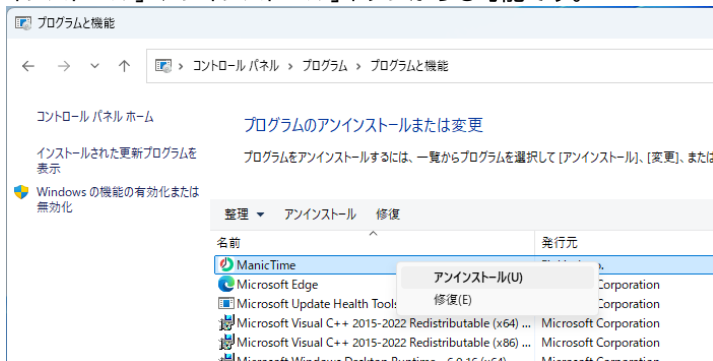 プログラムと機能
コントロール パネル > プログラム > プログラムと機能
コントロール パネル ホーム
インストールされた更新プログラムを
表示
Windows の機能の有効化または
無効化
プログラムのアンインストールまたは変更
プログラムをアンインストールするには、一覧からプログラムを選択して [アンインストール]、[変更]、または
整理 アンインストール 修復
名前 発行元
ManicTime
アンインストール(U)
修復(E)
Microsoft Edge Corporation
Microsoft Update Health Tools Corporation
Microsoft Visual C++ 2015-2022 Redistributable (x64) ... Microsoft Corporation
Microsoft Visual C++ 2015-2022 Redistributable (x86) ... Microsoft Corporation